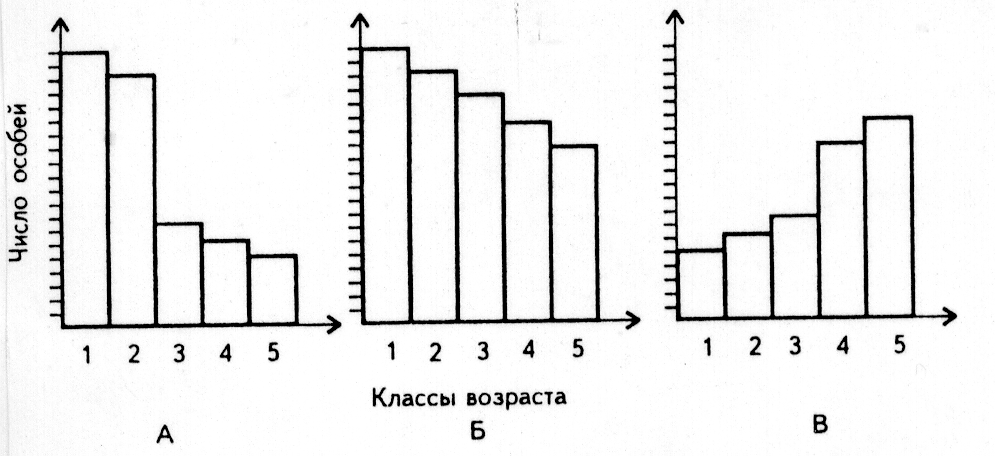 Число особей
1 2 3 4 5
1 2 3 4 5
1 2 3 4 5
Классы возраста
А
Б
В